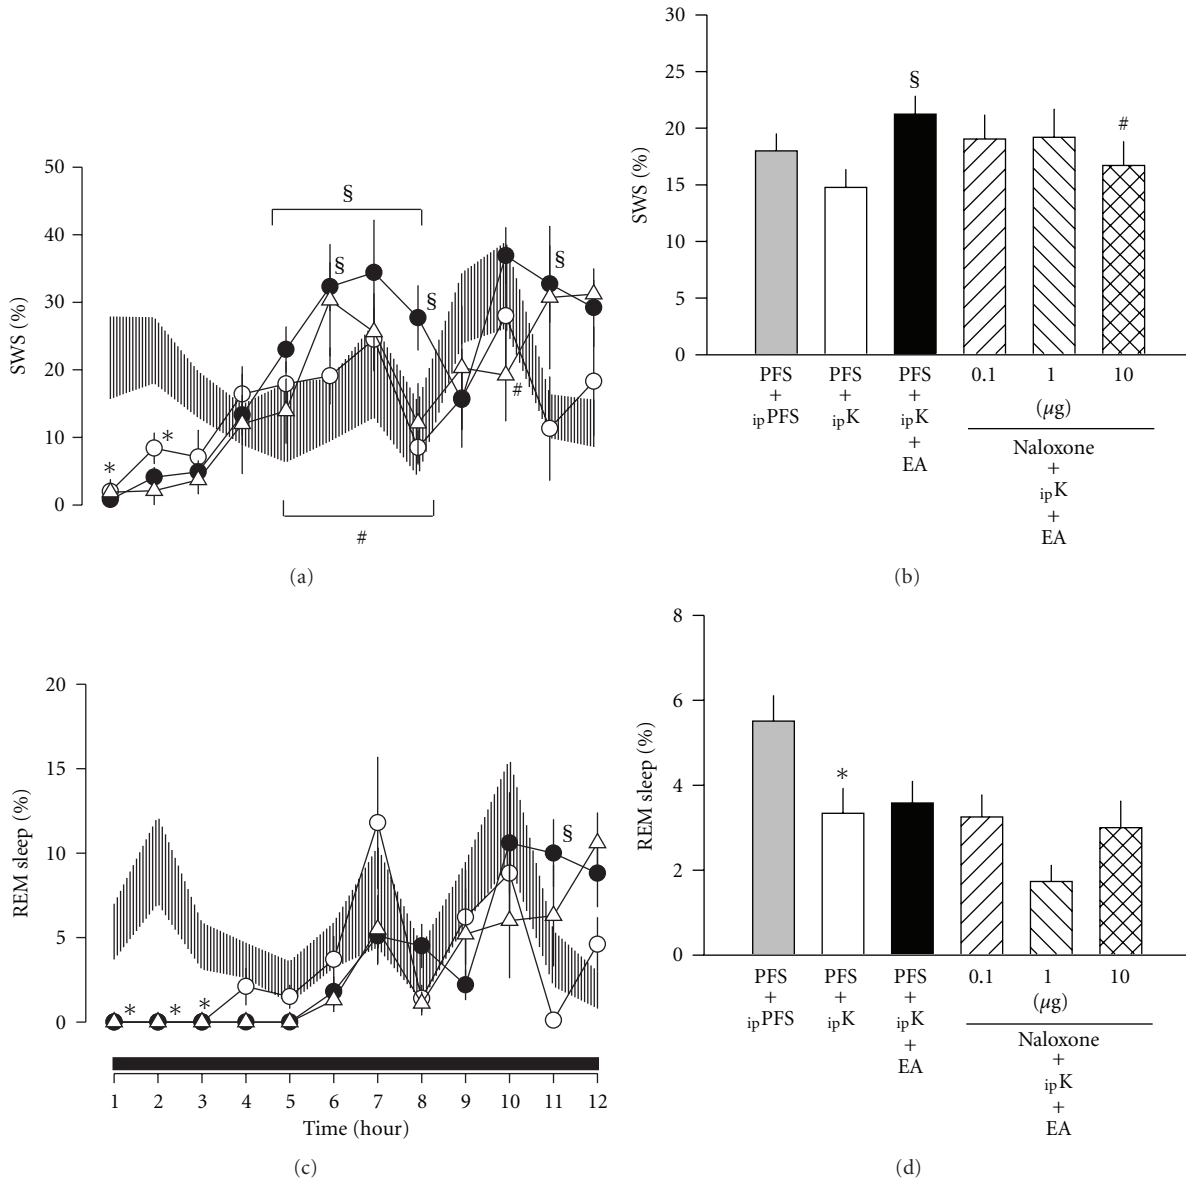 50
40
30
20
10
0
SWS (%)
*
*
§
§
§
§
#
#
(a)
30
25
20
15
10
5
0
SWS (%)
§
#
PFS
+
ipPFS
PFS
+
ipK
PFS
+
ipK
+
EA
0.1 1 10
(µg)
Naloxone
+
ipK
+
EA
(b)
20
15
10
5
0
REM sleep (%)
*
*
*
§
1 2 3 4 5 6 7 8 9 10 11 12
Time (hour)
(c)
8
6
4
2
0
REM sleep (%)
*
PFS
+
ipPFS
PFS
+
ipK
PFS
+
ipK
+
EA
0.1 1 10
(µg)
Naloxone
+
ipK
+
EA
(d)